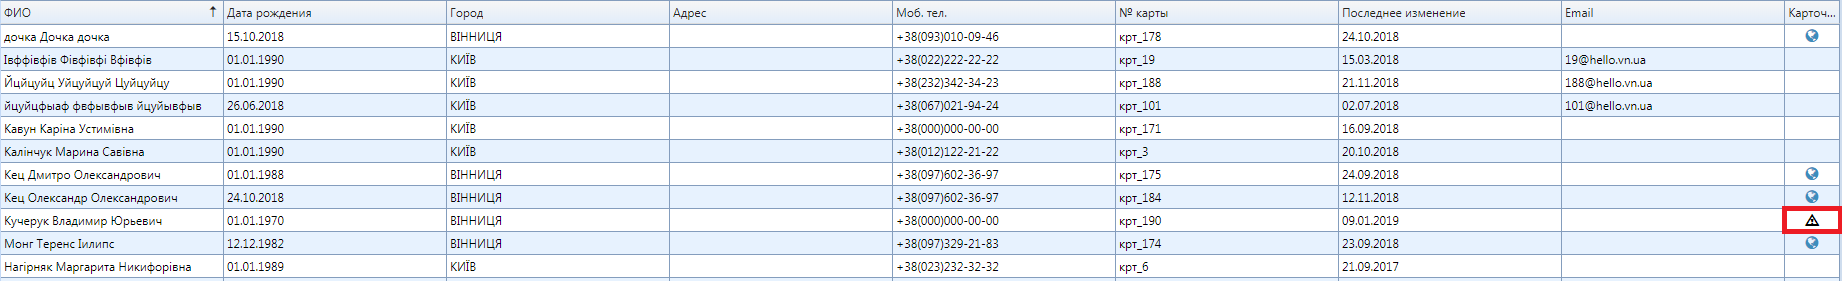 ФИО Дата рождения Город Адрес Моб. тел. № карты Последнее изменение Email Карточ...
дочка Дочка дочка 15.10.2018 ВІННИЦЯ +38(093)010-09-46 крт_178 24.10.2018
Івффівфів Фівфівфі Вфівфів 01.01.1990 КИЇВ +38(022)222-22-22 крт_19 15.03.2018 19@hello.vn.ua
Йцйцуйц Уйцуйцуй Цуйцуйцу 01.01.1990 КИЇВ +38(232)342-34-23 крт_188 21.11.2018 188@hello.vn.ua
йцуйцфыаф фвфывфыв йцуйывфыв 26.06.2018 КИЇВ +38(067)021-94-24 крт_101 02.07.2018 101@hello.vn.ua
Кавун Каріна Устимівна 01.01.1990 КИЇВ +38(000)000-00-00 крт_171 16.09.2018
Калінчук Марина Савівна 01.01.1990 КИЇВ +38(012)122-21-22 крт_3 20.10.2018
Кец Дмитро Олександрович 01.01.1988 ВІННИЦЯ +38(097)602-36-97 крт_175 24.09.2018
Кец Олександр Олександрович 24.10.2018 ВІННИЦЯ +38(097)602-36-97 крт_184 12.11.2018
Кучерук Владимир Юрьевич 01.01.1970 ВІННИЦЯ +38(000)000-00-00 крт_190 09.01.2019
Монг Теренс Іилипс 12.12.1982 ВІННИЦЯ +38(097)329-21-83 крт_174 23.09.2018
Нагірняк Маргарита Никифорівна 01.01.1989 КИЇВ +38(023)232-32-32 крт_6 21.09.2017